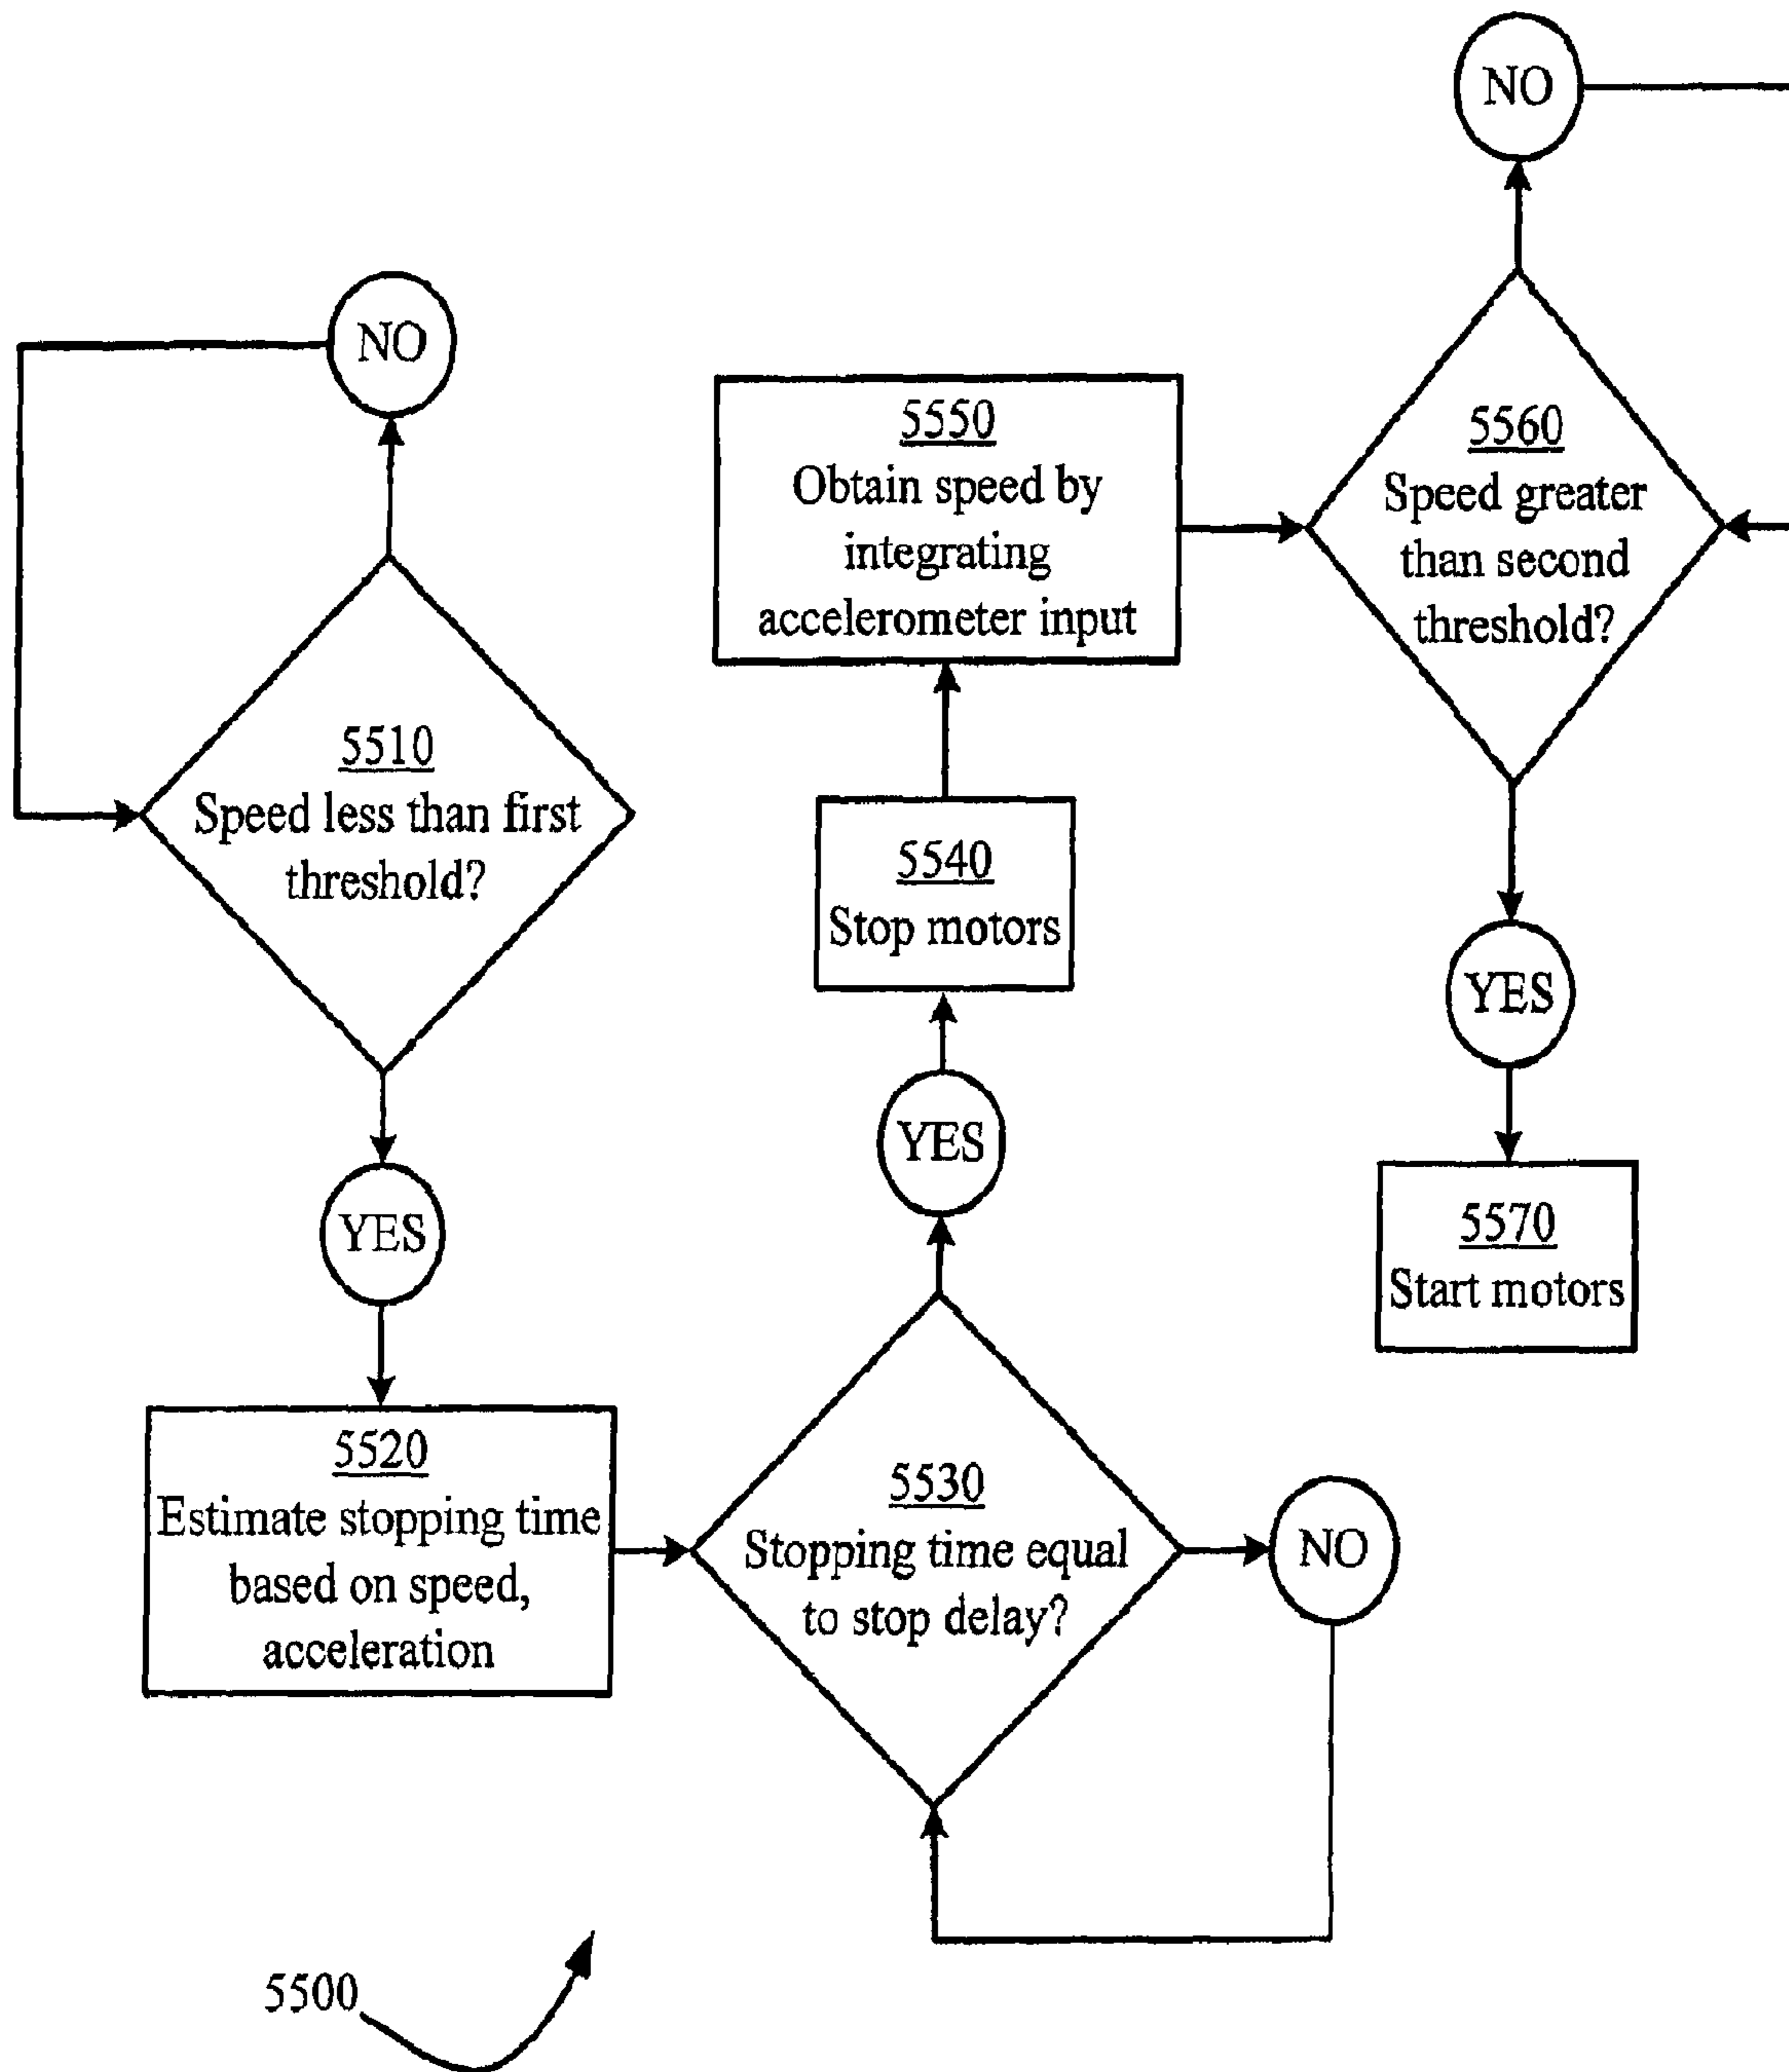 NO
5510
Speed less than first
threshold?
YES
5520
Estimate stopping time
based on speed,
acceleration
5530
Stopping time equal
to stop delay?
NO
YES
5540
Stop motors
5550
Obtain speed by
integrating
accelerometer input
5560
Speed greater
than second
threshold?
NO
YES
5570
Start motors
5500